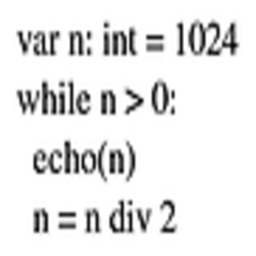 var n: int = 1024
while n > 0:
  echo(n)
  n = n div 2